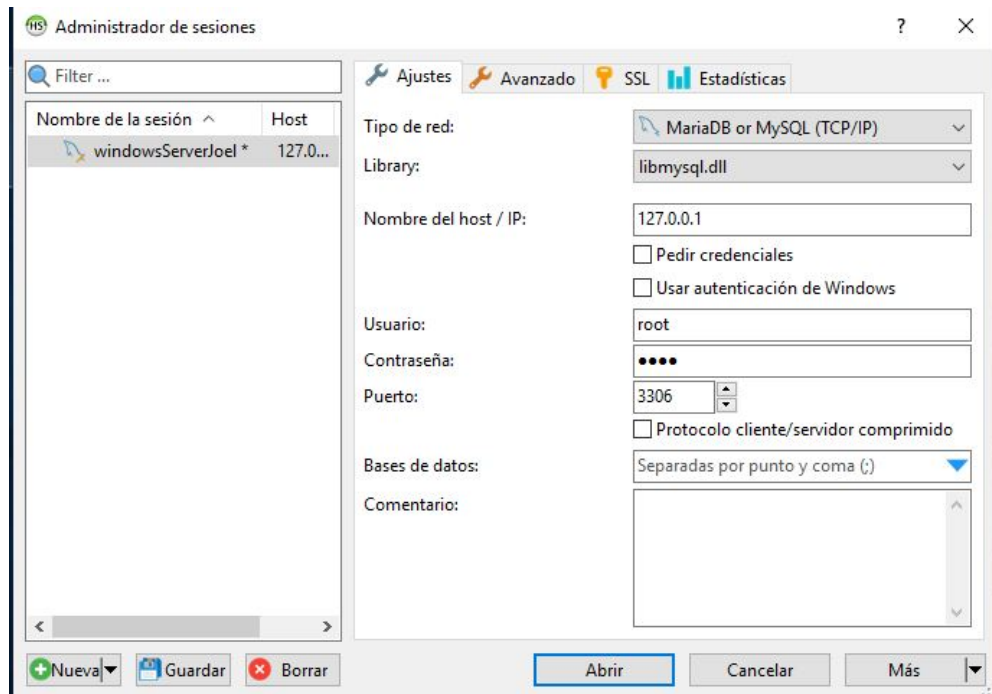 HS Administrador de sesiones ?
Filter ...
Nombre de la sesión Host
windowsServerJoel * 127.0...
Ajustes Avanzado SSL Estadísticas
Tipo de red: MariaDB or MySQL (TCP/IP)
Library: libmysql.dll
Nombre del host / IP: 127.0.0.1
Pedir credenciales
Usar autenticación de Windows
Usuario: root
Contraseña: ●●●●
Puerto: 3306
Protocolo cliente/servidor comprimido
Bases de datos: Separadas por punto y coma (;)
Comentario:
Nueva Guardar Borrar Abrir Cancelar Más